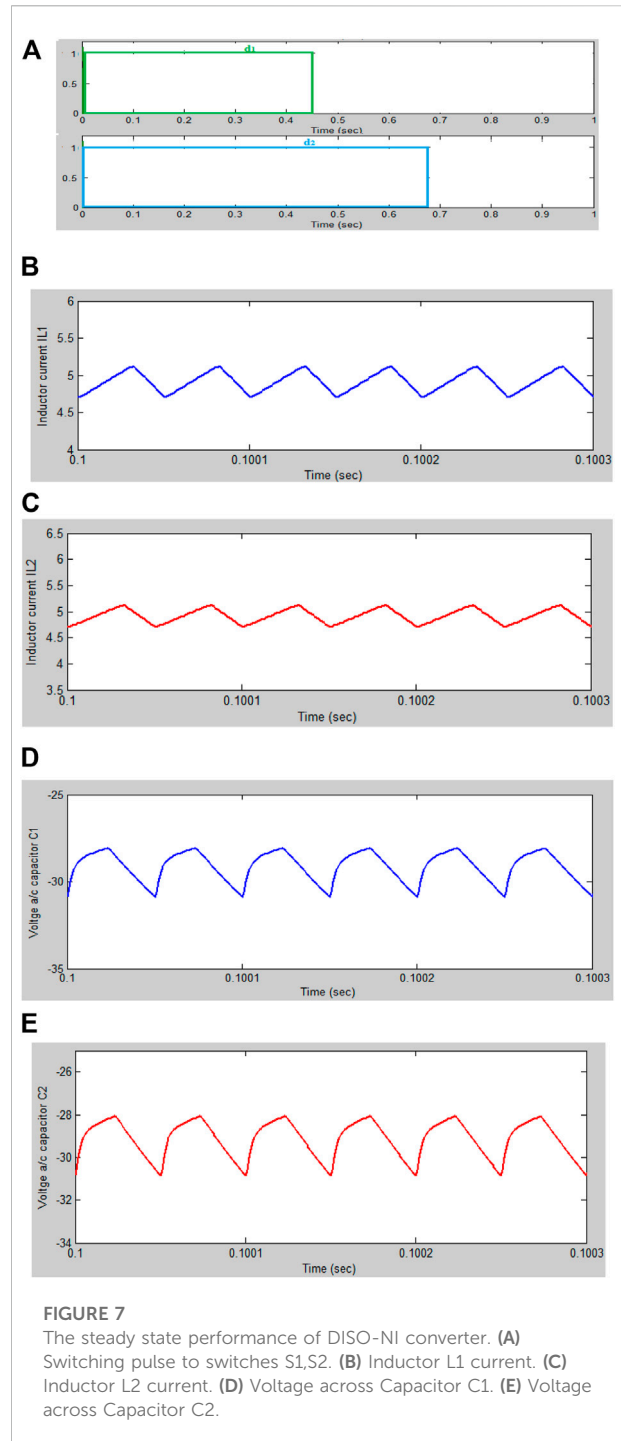 A
d₁
1
0.5
0
0 0.1 0.2 0.3 0.4 0.5 0.6 0.7 0.8 0.9 1
Time (sec)
d₂
1
0.5
0
0 0.1 0.2 0.3 0.4 0.5 0.6 0.7 0.8 0.9 1
Time (sec)
B
Inductor current IL1
6
5.5
5
4.5
4
0.1 0.1001 0.1002 0.1003
Time (sec)
C
Inductor current IL2
6.5
6
5.5
5
4.5
4
3.5
0.1 0.1001 0.1002 0.1003
Time (sec)
D
Voltge a/c capacitor C1
-25
-30
-35
0.1 0.1001 0.1002 0.1003
Time (sec)
E
Voltge a/c capacitor C2
-26
-28
-30
-32
-34
0.1 0.1001 0.1002 0.1003
Time (sec)
FIGURE 7
The steady state performance of DISO-NI converter. (A)
Switching pulse to switches S1,S2. (B) Inductor L1 current. (C)
Inductor L2 current. (D) Voltage across Capacitor C1. (E) Voltage
across Capacitor C2.